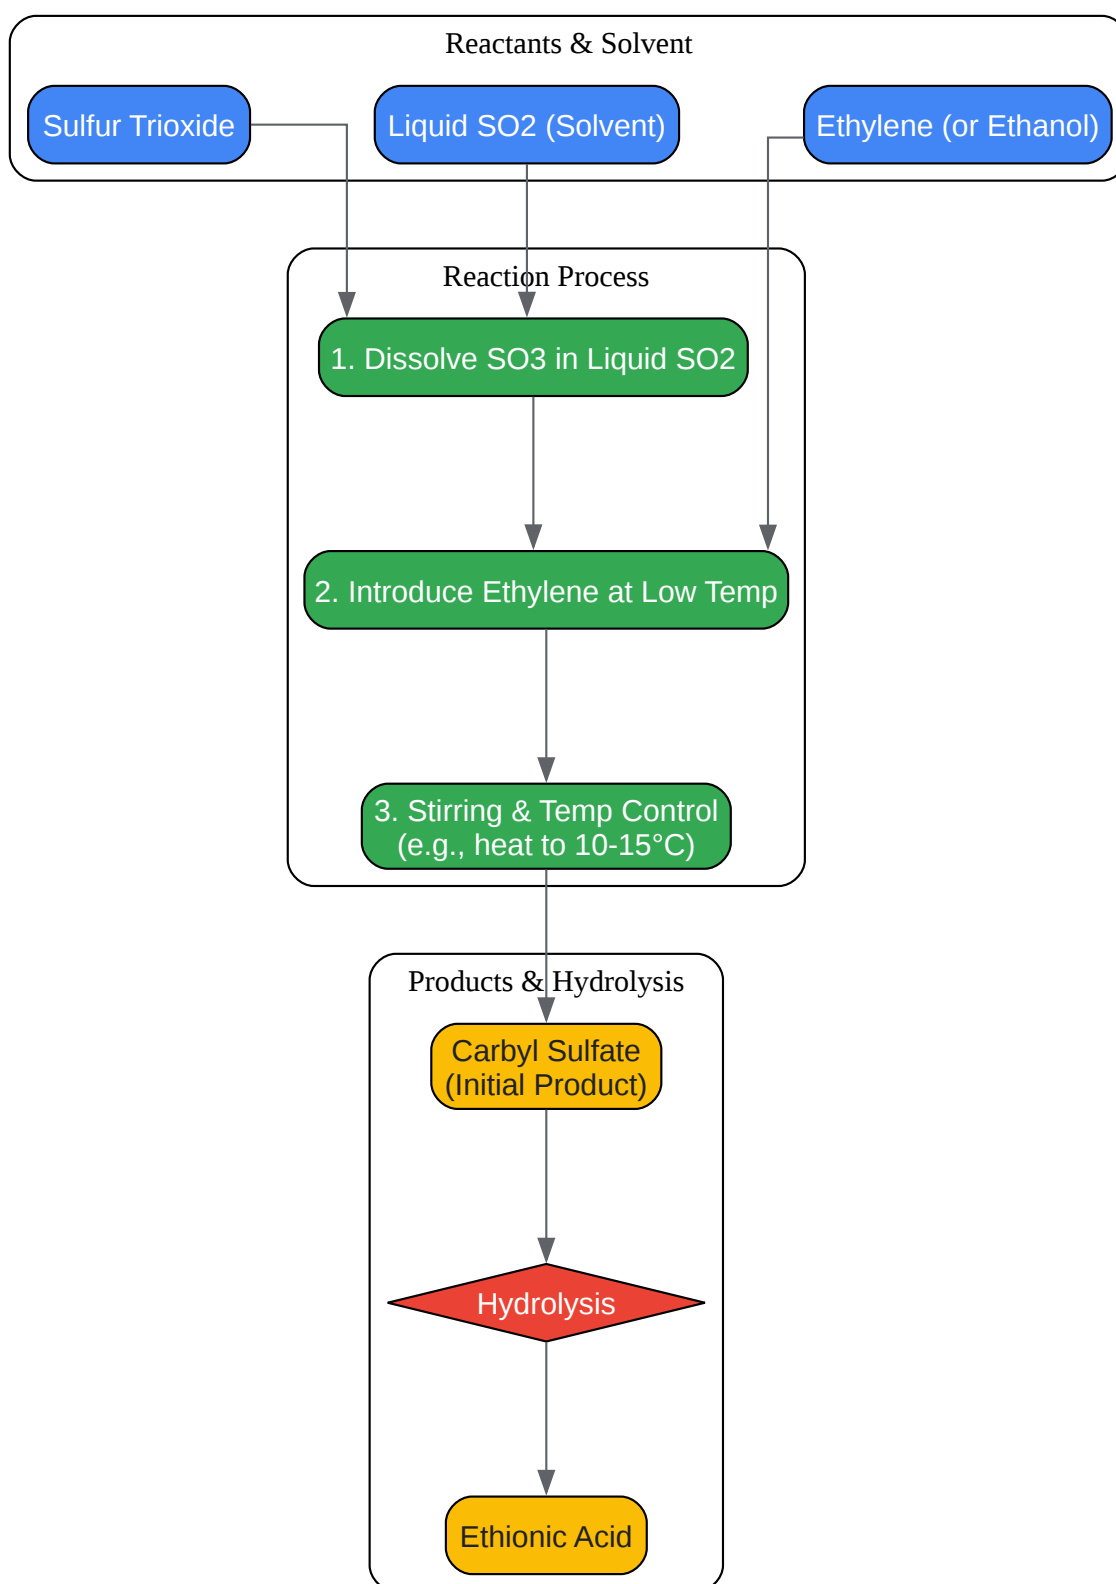 Reactants & Solvent
Sulfur Trioxide
Liquid SO2 (Solvent)
Ethylene (or Ethanol)
Reaction Process
1. Dissolve SO3 in Liquid SO2
2. Introduce Ethylene at Low Temp
3. Stirring & Temp Control
(e.g., heat to 10-15°C)
Products & Hydrolysis
Carbyl Sulfate
(Initial Product)
Hydrolysis
Ethionic Acid